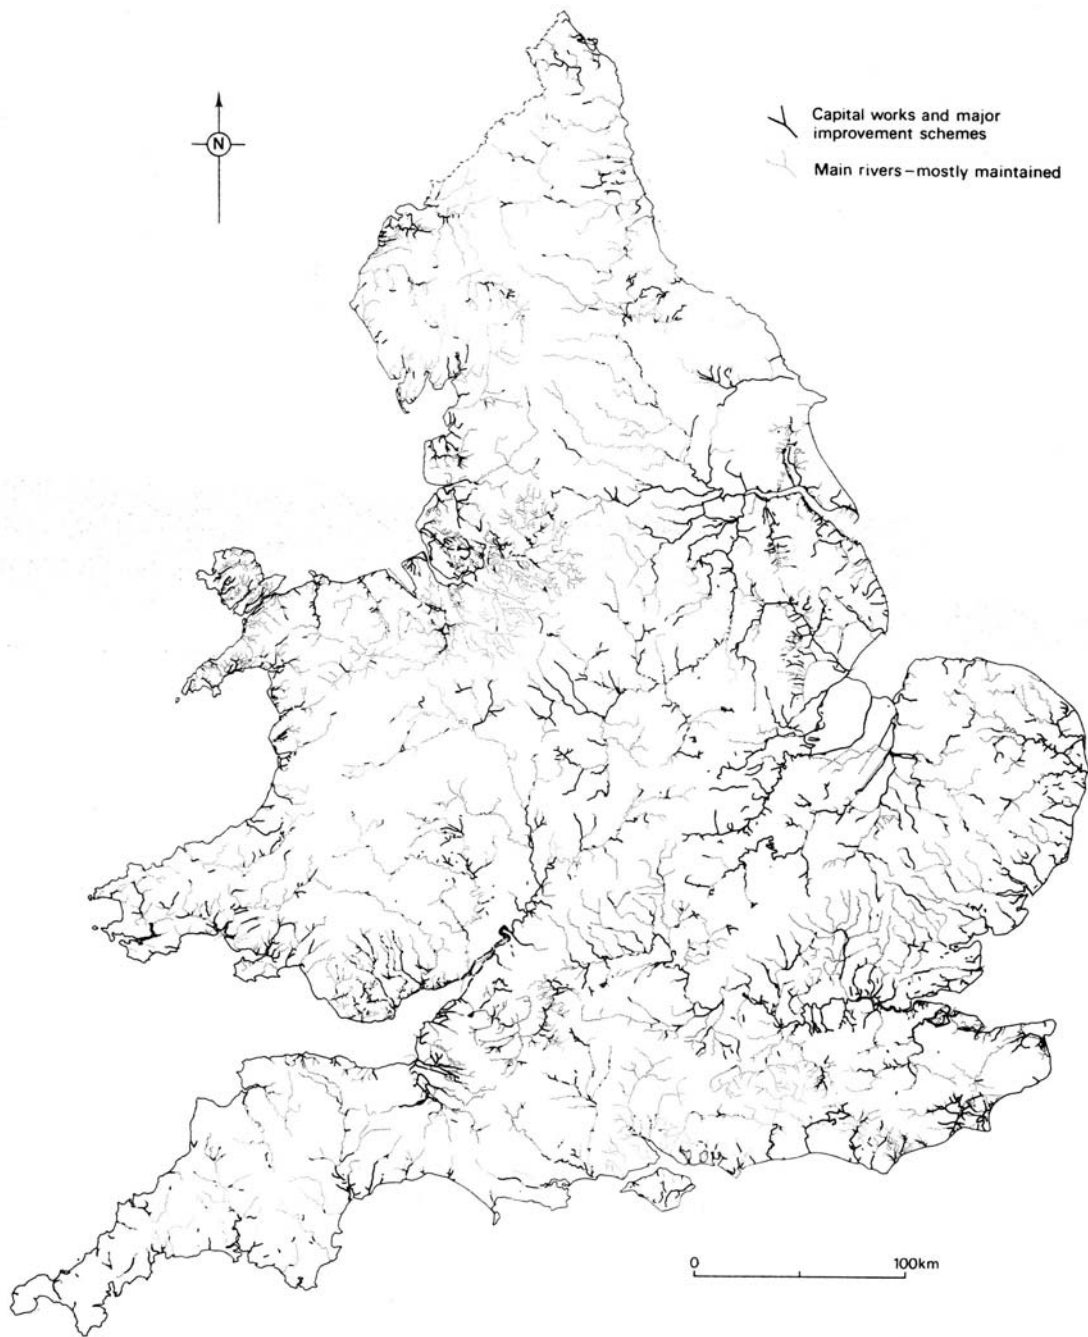 N
Capital works and major
improvement schemes
Main rivers–mostly maintained
0 100km